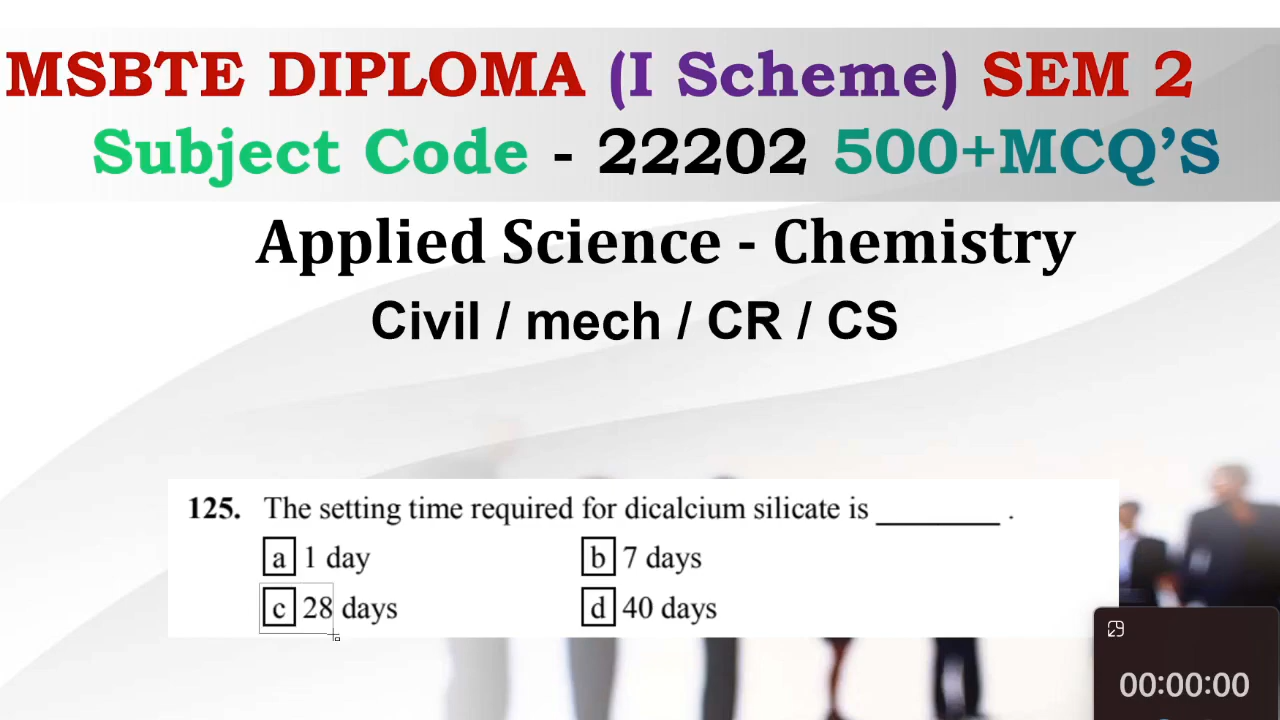 MSBTE DIPLOMA (I Scheme) SEM 2
Subject Code - 22202 500+MCQ’S
Applied Science - Chemistry
Civil / mech / CR / CS
125. The setting time required for dicalcium silicate is ________ .
a 1 day b 7 days
c 28 days d 40 days
00:00:00